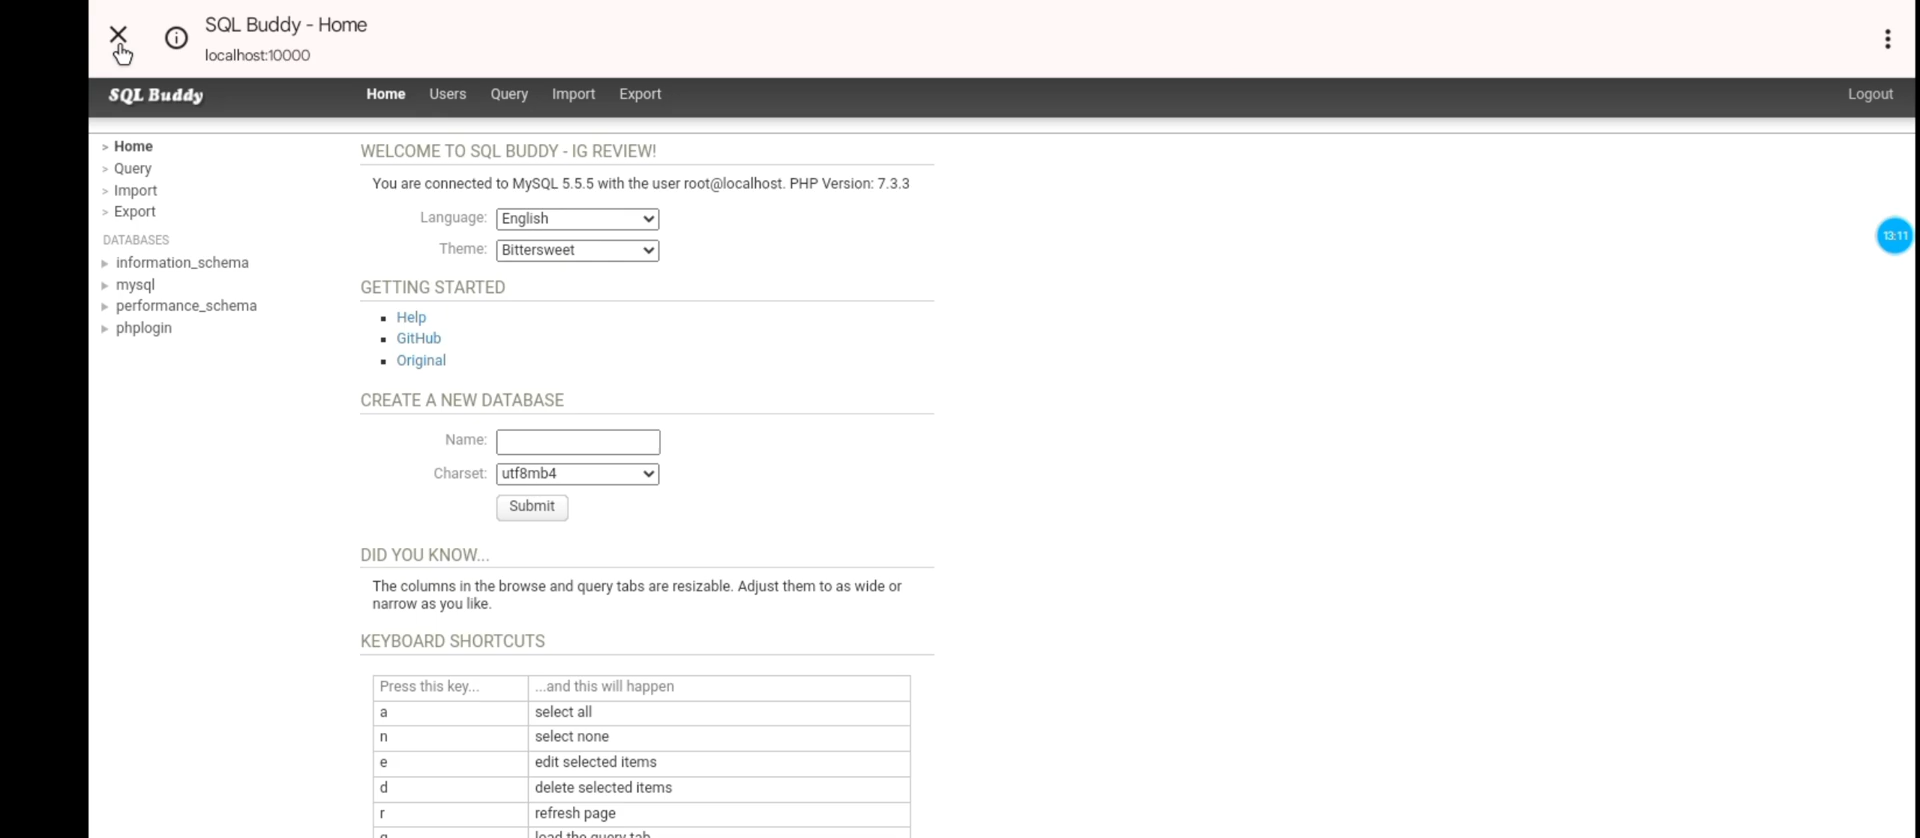 SQL Buddy - Home
localhost:10000
SQL Buddy Home Users Query Import Export Logout
> Home
> Query
> Import
> Export
DATABASES
information_schema
mysql
performance_schema
phplogin
WELCOME TO SQL BUDDY - IG REVIEW!
You are connected to MySQL 5.5.5 with the user root@localhost. PHP Version: 7.3.3
Language: English
Theme: Bittersweet
GETTING STARTED
Help
GitHub
Original
CREATE A NEW DATABASE
Name:
Charset: utf8mb4
Submit
DID YOU KNOW...
The columns in the browse and query tabs are resizable. Adjust them to as wide or
narrow as you like.
KEYBOARD SHORTCUTS
Press this key... ...and this will happen
a select all
n select none
e edit selected items
d delete selected items
r refresh page
q load the query tab
13:11